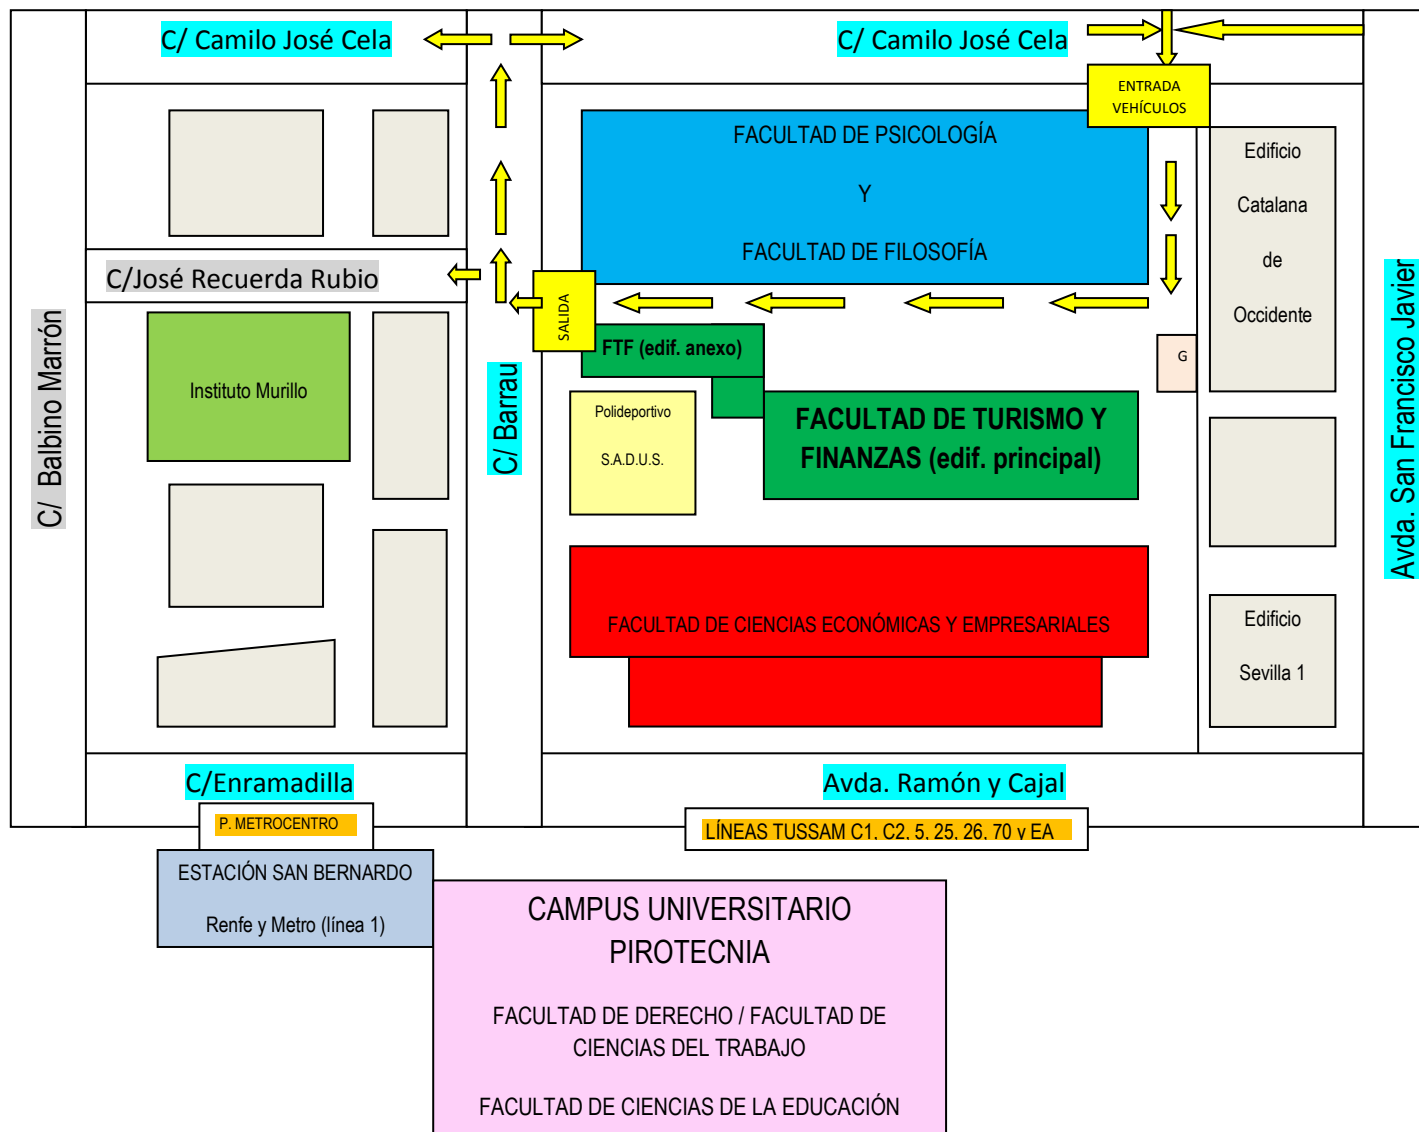 C/ Camilo José Cela
C/ Camilo José Cela
ENTRADA
VEHÍCULOS
FACULTAD DE PSICOLOGÍA
Y
FACULTAD DE FILOSOFÍA
Edificio
Catalana
de
Occidente
C/José Recuerda Rubio
SALIDA
FTF (edif. anexo)
G
Instituto Murillo
C/ Balbino Marrón
C/ Barrau
Avda. San Francisco Javier
Polideportivo
S.A.D.U.S.
FACULTAD DE TURISMO Y
FINANZAS (edif. principal)
FACULTAD DE CIENCIAS ECONÓMICAS Y EMPRESARIALES
Edificio
Sevilla 1
C/Enramadilla
Avda. Ramón y Cajal
P. METROCENTRO
LÍNEAS TUSSAM C1, C2, 5, 25, 26, 70 y EA
ESTACIÓN SAN BERNARDO
Renfe y Metro (línea 1)
CAMPUS UNIVERSITARIO
PIROTECNIA
FACULTAD DE DERECHO / FACULTAD DE
CIENCIAS DEL TRABAJO
FACULTAD DE CIENCIAS DE LA EDUCACIÓN